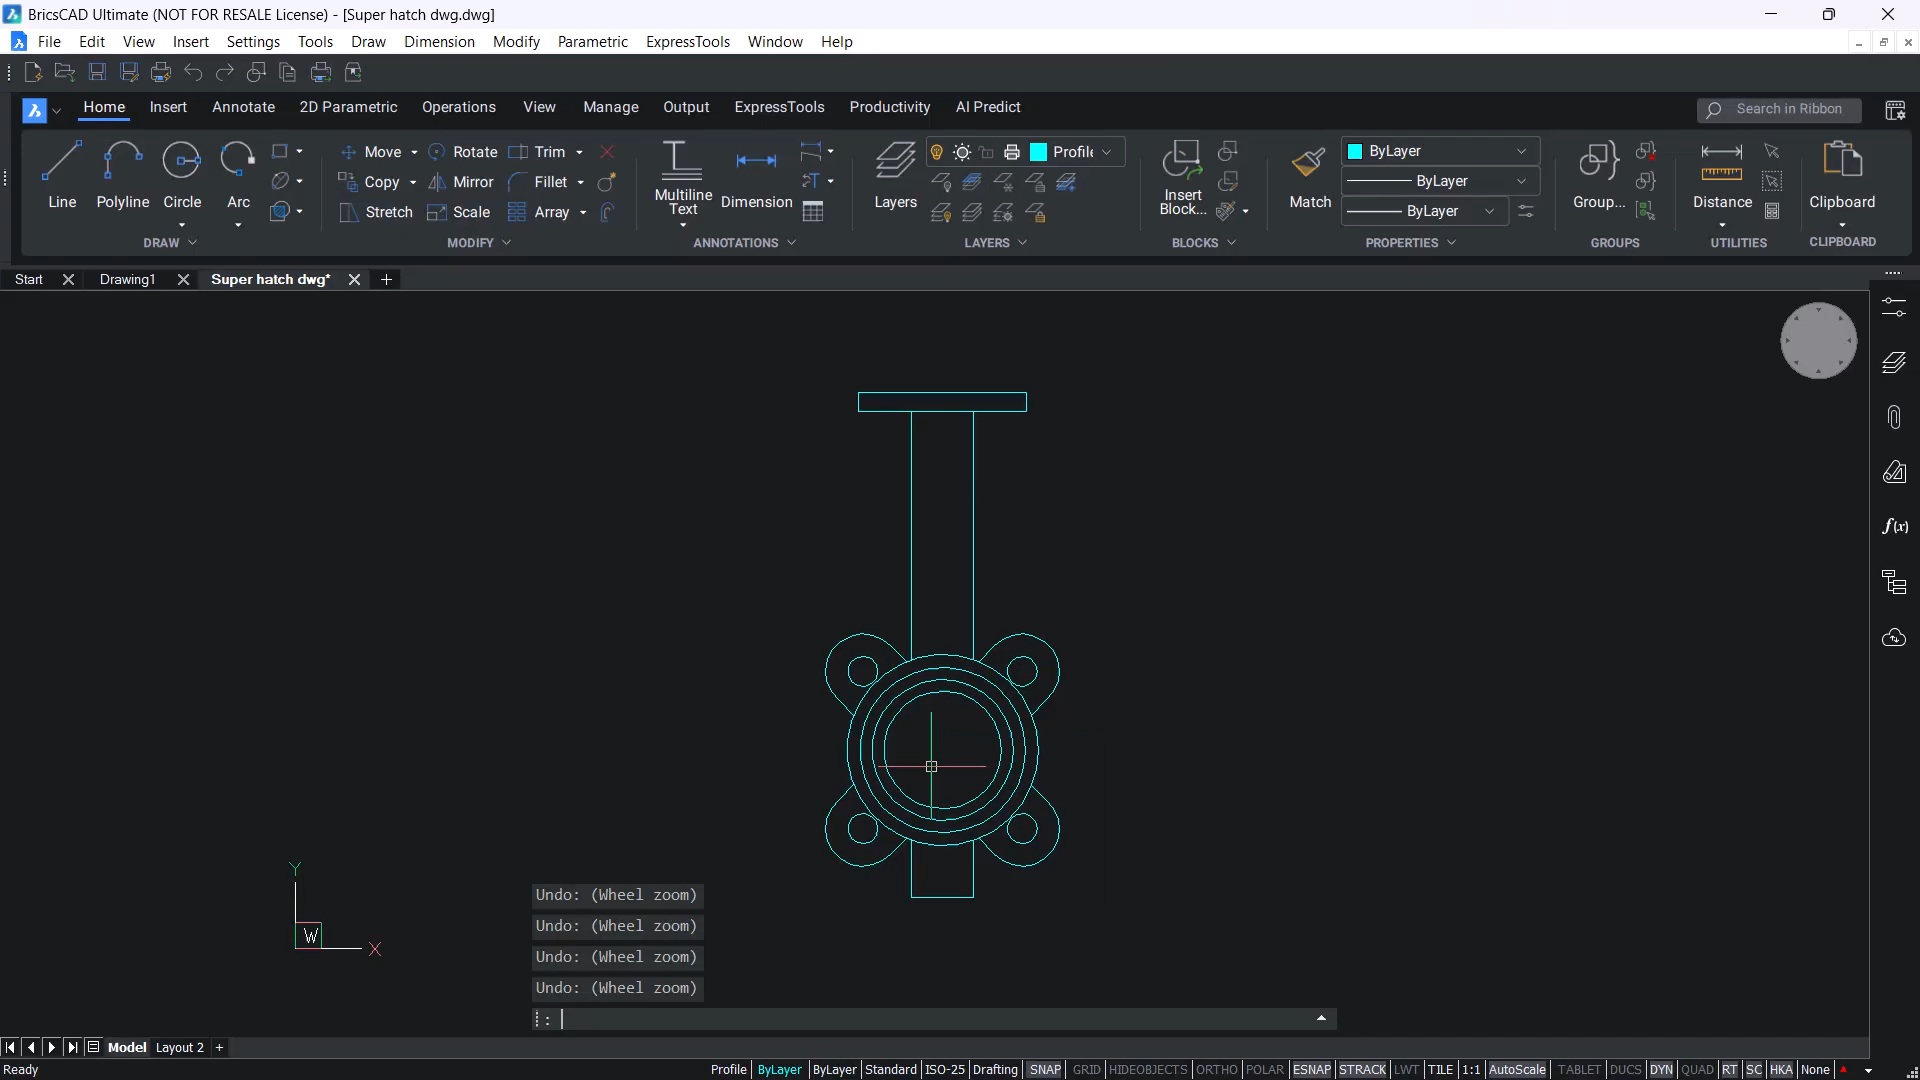 BricsCAD Ultimate (NOT FOR RESALE License) - [Super hatch dwg.dwg]
File Edit View Insert Settings Tools Draw Dimension Modify Parametric ExpressTools Window Help
Home Insert Annotate 2D Parametric Operations View Manage Output ExpressTools Productivity AI Predict Search in Ribbon
Line Polyline Circle Arc
DRAW
Move Rotate Trim
Copy Mirror Fillet
Stretch Scale Array
MODIFY
Multiline
Text
Dimension
ANNOTATIONS
Layers
Profile
LAYERS
Insert
Block...
BLOCKS
Match
ByLayer
ByLayer
ByLayer
PROPERTIES
Group...
GROUPS
Distance
UTILITIES
Clipboard
CLIPBOARD
Start Drawing1 Super hatch dwg* +
f(x)
Y
W
X
Undo: (Wheel zoom)
Undo: (Wheel zoom)
Undo: (Wheel zoom)
Undo: (Wheel zoom)
:
Model Layout 2 +
Ready Profile ByLayer ByLayer Standard ISO-25 Drafting SNAP GRID HIDEOBJECTS ORTHO POLAR ESNAP STRACK LWT TILE 1:1 AutoScale TABLET DUCS DYN QUAD RT SC HKA None